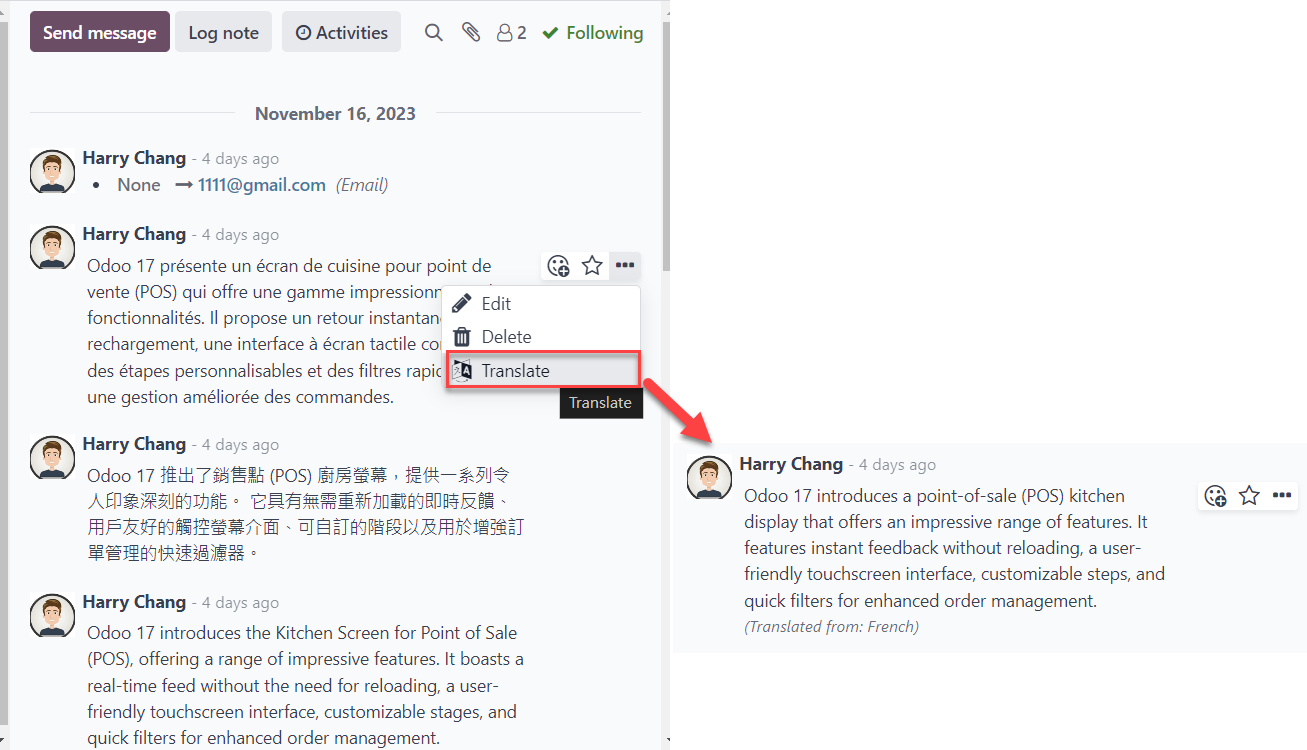 Send message Log note Activities 2 Following
November 16, 2023
Harry Chang - 4 days ago
• None → 1111@gmail.com (Email)
Harry Chang - 4 days ago
Odoo 17 présente un écran de cuisine pour point de
vente (POS) qui offre une gamme impressionn
fonctionnalités. Il propose un retour instantan
rechargement, une interface à écran tactile co
des étapes personnalisables et des filtres rapid
une gestion améliorée des commandes.
Edit
Delete
Translate
Translate
Harry Chang - 4 days ago
Odoo 17 推出了銷售點 (POS) 廚房螢幕，提供一系列令
人印象深刻的功能。 它具有無需重新加載的即時反饋、
用戶友好的觸控螢幕介面、可自訂的階段以及用於增強訂
單管理的快速過濾器。
Harry Chang - 4 days ago
Odoo 17 introduces the Kitchen Screen for Point of Sale
(POS), offering a range of impressive features. It boasts a
real-time feed without the need for reloading, a user-
friendly touchscreen interface, customizable stages, and
quick filters for enhanced order management.
Harry Chang - 4 days ago
Odoo 17 introduces a point-of-sale (POS) kitchen
display that offers an impressive range of features. It
features instant feedback without reloading, a user-
friendly touchscreen interface, customizable steps, and
quick filters for enhanced order management.
(Translated from: French)